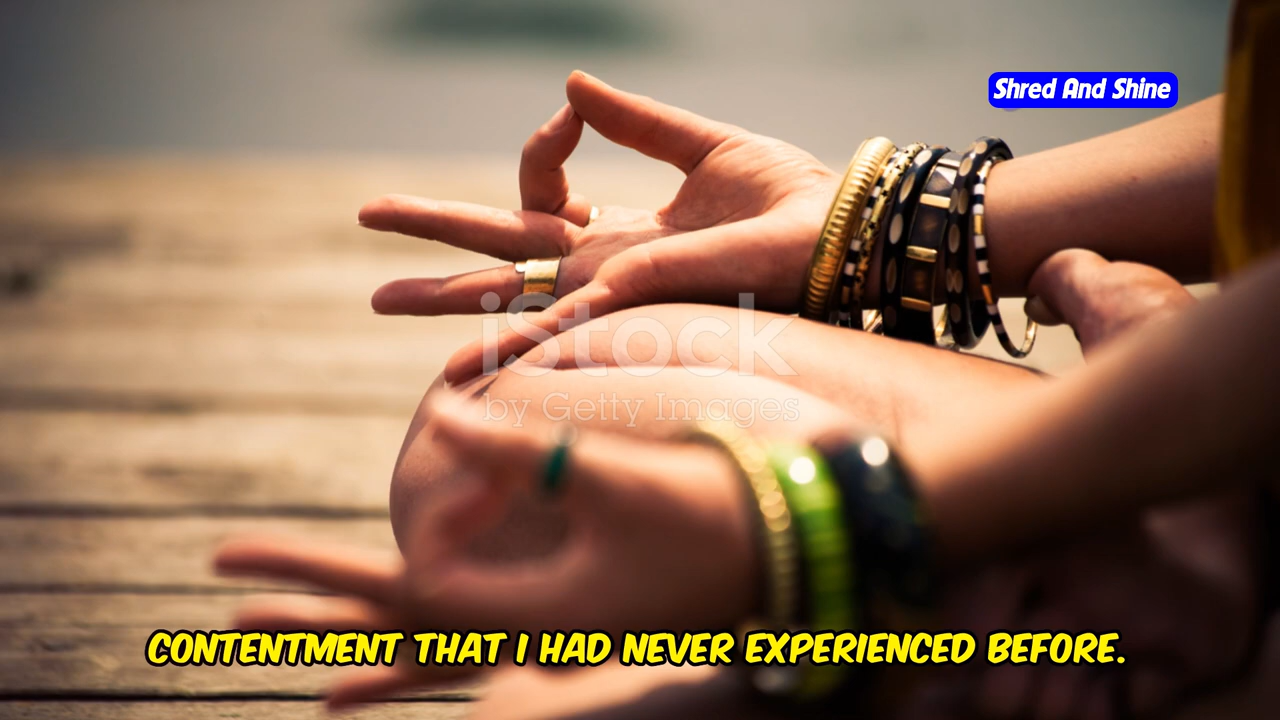 Shred And Shine
iStock
by Getty Images
CONTENTMENT THAT I HAD NEVER EXPERIENCED BEFORE.